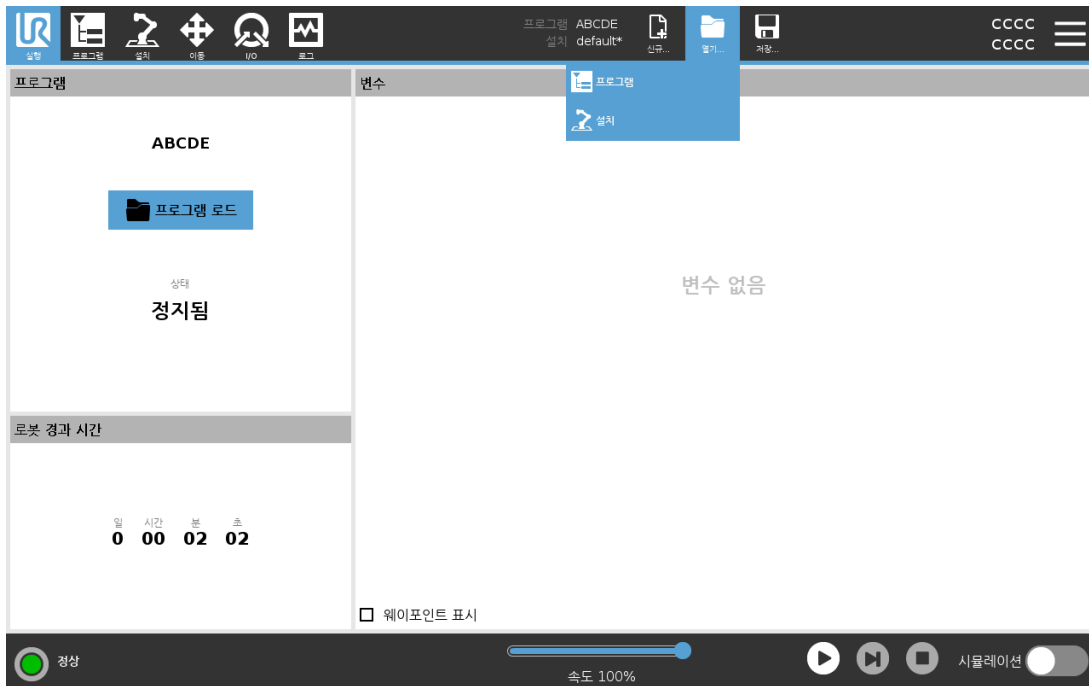 UR
실행 프로그램 설치 이동 I/O 로그
프로그램 ABCDE
설치 default*
신규... 열기... 저장...
CCCC
CCCC
프로그램
설치
프로그램
ABCDE
프로그램 로드
상태
정지됨
로봇 경과 시간
일 시간 분 초
0 00 02 02
변수
변수 없음
웨이포인트 표시
정상
속도 100%
시뮬레이션